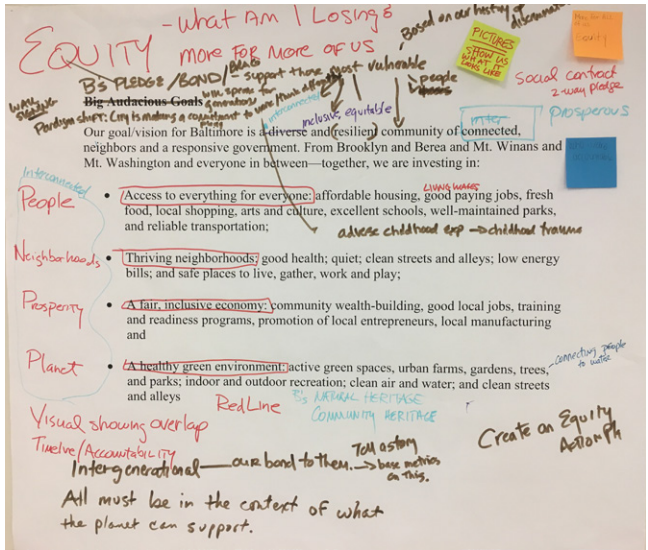 EQUITY - What Am I Losing &
more for more of us
Based on our history of discrimination
PICTURES
SHOW US WHAT IT LOOKS LIKE
Equity
Social contract
2-way pledge
B's PLEDGE/BOND/
support those most vulnerable
people
Big Audacious Goals
generations
Paradigm shift: City is making a commitment to
interconnected
inclusive, equitable
inter
prosperous
Our goal/vision for Baltimore is a diverse and resilient community of connected,
neighbors and a responsive government. From Brooklyn and Berea and Mt. Winans and
Mt. Washington and everyone in between—together, we are investing in:
Interconnected
People
LIVING WAGES
• Access to everything for everyone: affordable housing, good paying jobs, fresh
food, local shopping, arts and culture, excellent schools, well-maintained parks,
and reliable transportation;
adverse childhood exp → childhood trauma
Neighborhoods
• Thriving neighborhoods; good health; quiet; clean streets and alleys; low energy
bills; and safe places to live, gather, work and play;
Prosperity
• A fair, inclusive economy: community wealth-building, good local jobs, training
and readiness programs, promotion of local entrepreneurs, local manufacturing
and
Planet
• A healthy green environment: active green spaces, urban farms, gardens, trees,
connecting people
to water
and parks; indoor and outdoor recreation; clean air and water; and clean streets
and alleys
RedLine
B's NATURAL HERITAGE
COMMUNITY HERITAGE
Visual showing overlap
Timeline/Accountability
Intergenerational — our bond to them.
Tell a story
→ base metrics
on this.
Create an Equity
Action
All must be in the context of what
the planet can support.